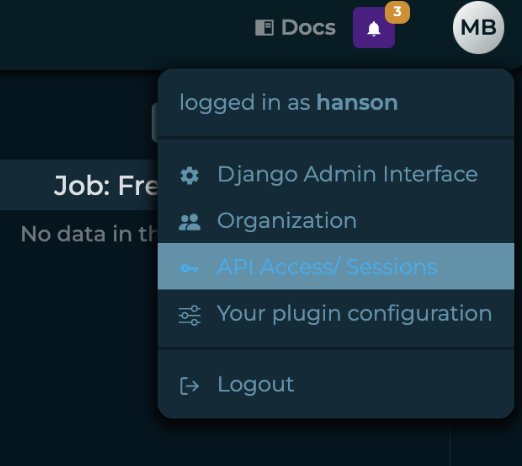 Docs
3
MB
logged in as hanson
Job: Fre
No data in th
Django Admin Interface
Organization
API Access/ Sessions
Your plugin configuration
Logout